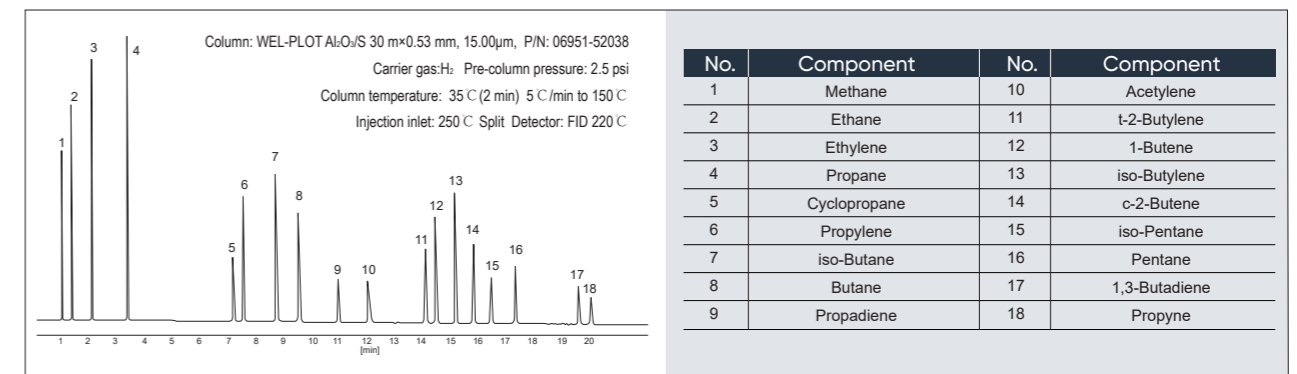 Column: WEL-PLOT Al₂O₃/S 30 m×0.53 mm, 15.00μm, P/N: 06951-52038
Carrier gas:H₂ Pre-column pressure: 2.5 psi
Column temperature: 35℃(2 min) 5℃/min to 150℃
Injection inlet: 250℃ Split Detector: FID 220℃
1
2
3
4
5
6
7
8
9
10
11
12
13
14
15
16
17
18
1 2 3 4 5 6 7 8 9 10 11 12 13 14 15 16 17 18 19 20
[min]
No. Component No. Component
1 Methane 10 Acetylene
2 Ethane 11 t-2-Butylene
3 Ethylene 12 1-Butene
4 Propane 13 iso-Butylene
5 Cyclopropane 14 c-2-Butene
6 Propylene 15 iso-Pentane
7 iso-Butane 16 Pentane
8 Butane 17 1,3-Butadiene
9 Propadiene 18 Propyne